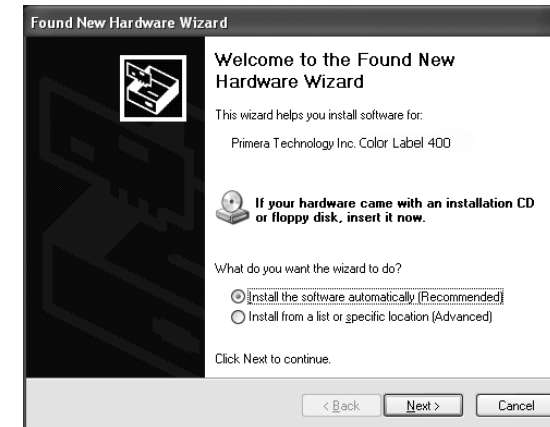 Found New Hardware Wizard
Welcome to the Found New
Hardware Wizard
This wizard helps you install software for:
Primera Technology Inc. Color Label 400
If your hardware came with an installation CD
or floppy disk, insert it now.
What do you want the wizard to do?
Install the software automatically (Recommended)
Install from a list or specific location (Advanced)
Click Next to continue.
< Back Next > Cancel